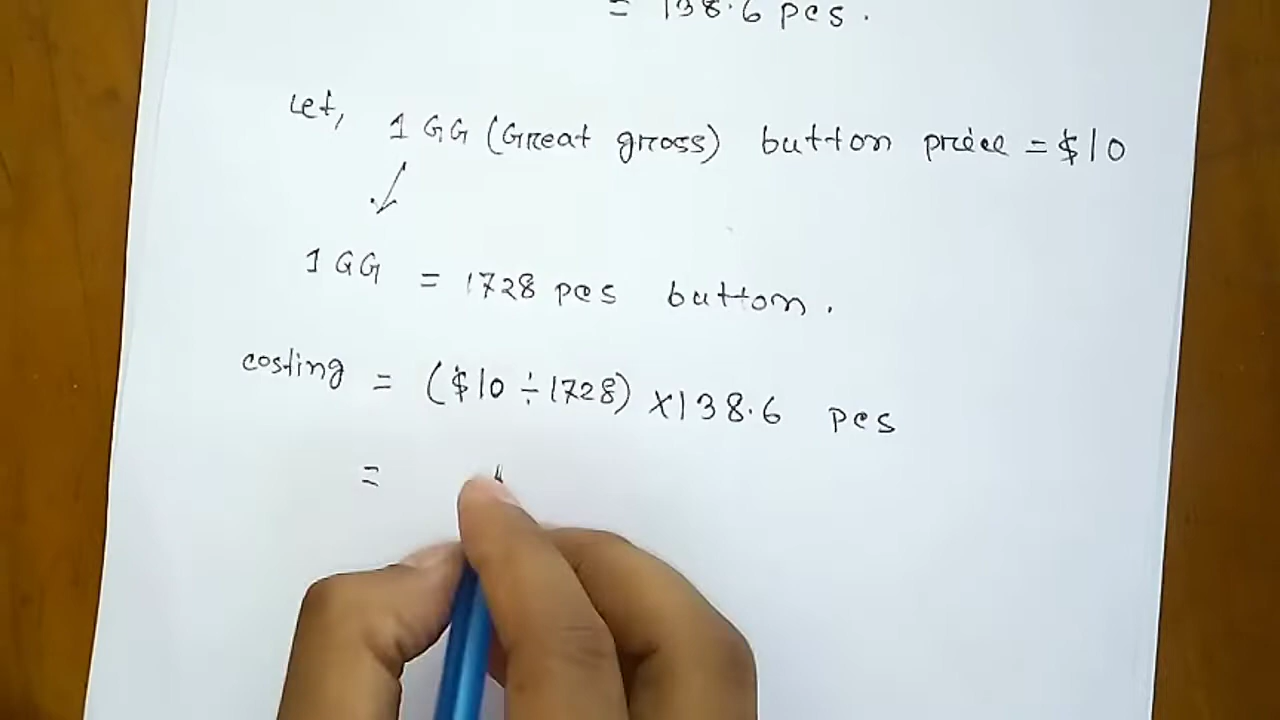 = 138.6 pcs.
Let, 1 GG (Great gross) button price = $10
1 GG = 1728 pcs button.
costing = ($10 ÷ 1728) × 138.6 pcs
=